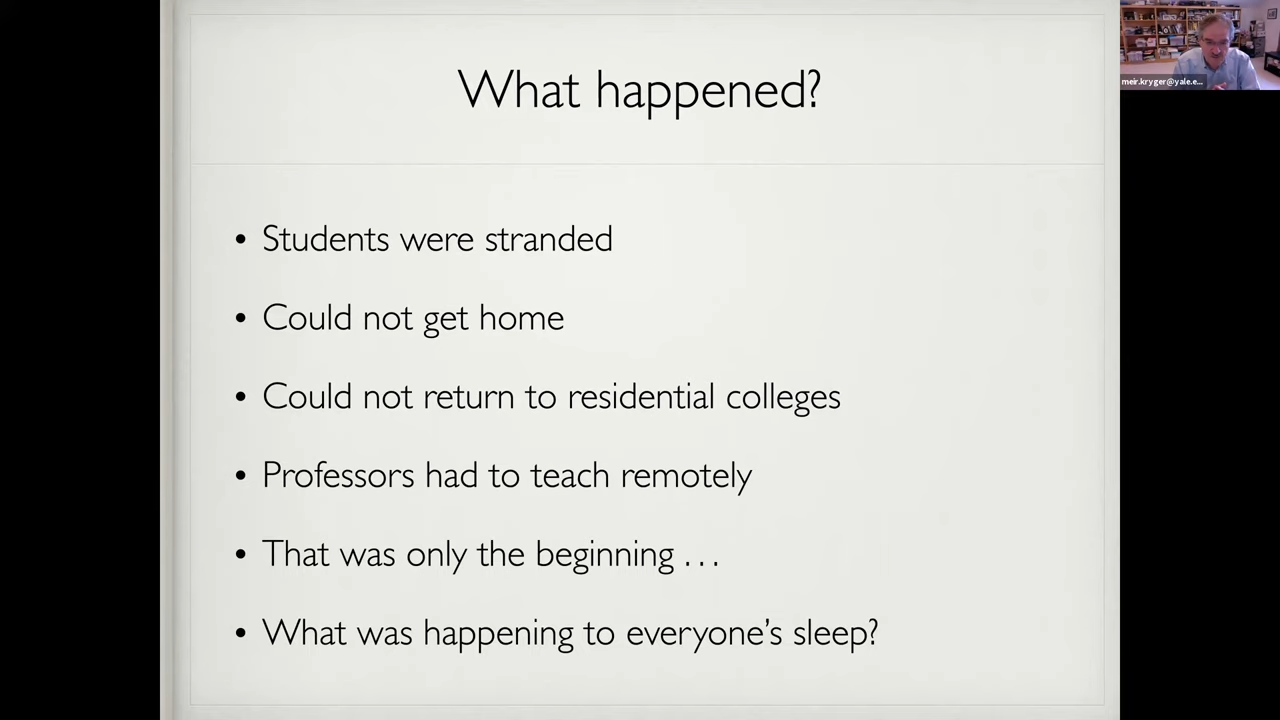 What happened?
meir.kryger@yale.e...
• Students were stranded
• Could not get home
• Could not return to residential colleges
• Professors had to teach remotely
• That was only the beginning . . .
• What was happening to everyone’s sleep?